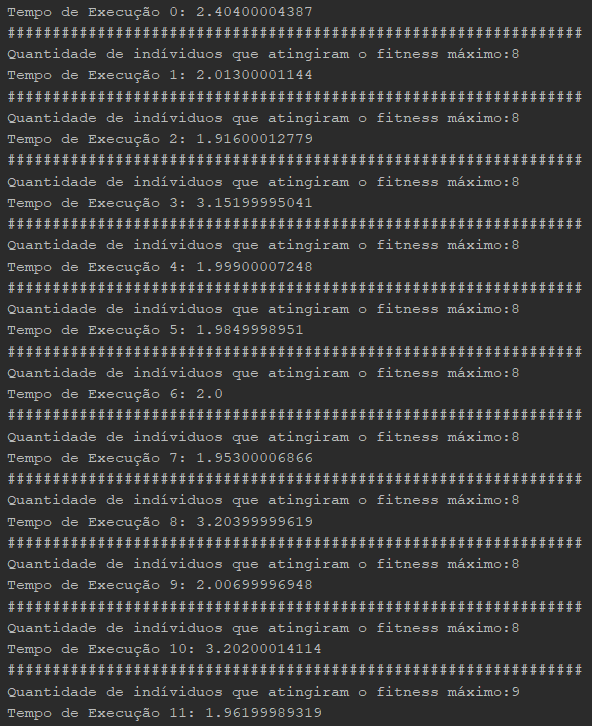 Tempo de Execução 0: 2.40400004387
################################################################
Quantidade de indíviduos que atingiram o fitness máximo:8
Tempo de Execução 1: 2.01300001144
################################################################
Quantidade de indíviduos que atingiram o fitness máximo:8
Tempo de Execução 2: 1.91600012779
################################################################
Quantidade de indíviduos que atingiram o fitness máximo:8
Tempo de Execução 3: 3.15199995041
################################################################
Quantidade de indíviduos que atingiram o fitness máximo:8
Tempo de Execução 4: 1.99900007248
################################################################
Quantidade de indíviduos que atingiram o fitness máximo:8
Tempo de Execução 5: 1.9849998951
################################################################
Quantidade de indíviduos que atingiram o fitness máximo:8
Tempo de Execução 6: 2.0
################################################################
Quantidade de indíviduos que atingiram o fitness máximo:8
Tempo de Execução 7: 1.95300006866
################################################################
Quantidade de indíviduos que atingiram o fitness máximo:8
Tempo de Execução 8: 3.20399999619
################################################################
Quantidade de indíviduos que atingiram o fitness máximo:8
Tempo de Execução 9: 2.00699996948
################################################################
Quantidade de indíviduos que atingiram o fitness máximo:8
Tempo de Execução 10: 3.20200014114
################################################################
Quantidade de indíviduos que atingiram o fitness máximo:9
Tempo de Execução 11: 1.96199989319